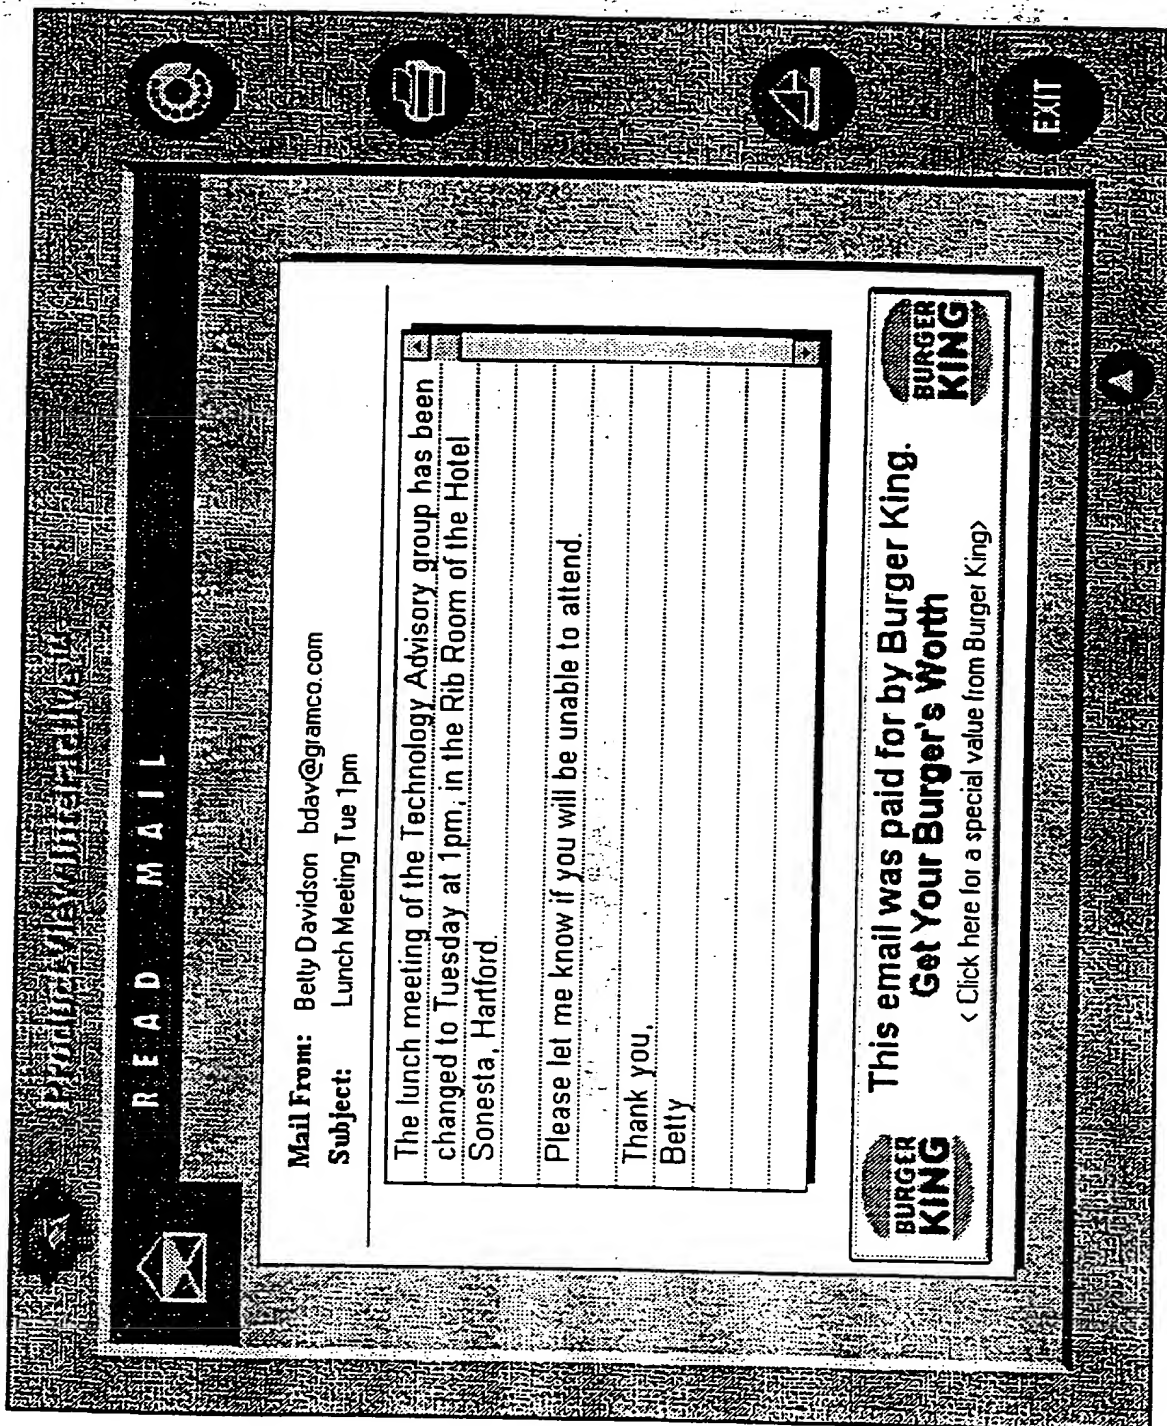 ProductViewInteractive™
READ MAIL
EXIT
Mail From: Betty Davidson bdav@gramco.com
Subject: Lunch Meeting Tue 1pm
The lunch meeting of the Technology Advisory group has been
changed to Tuesday at 1pm, in the Rib Room of the Hotel
Sonesta, Hartford.
Please let me know if you will be unable to attend.
Thank you,
Betty
BURGER
KING
This email was paid for by Burger King.
Get Your Burger's Worth
< Click here for a special value from Burger King>
BURGER
KING